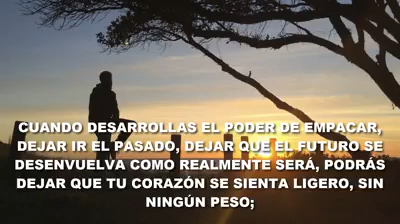 CUANDO DESARROLLAS EL PODER DE EMPACAR,
DEJAR IR EL PASADO, DEJAR QUE EL FUTURO SE
DESENVUELVA COMO REALMENTE SERÁ, PODRÁS
DEJAR QUE TU CORAZÓN SE SIENTA LIGERO, SIN
NINGÚN PESO;